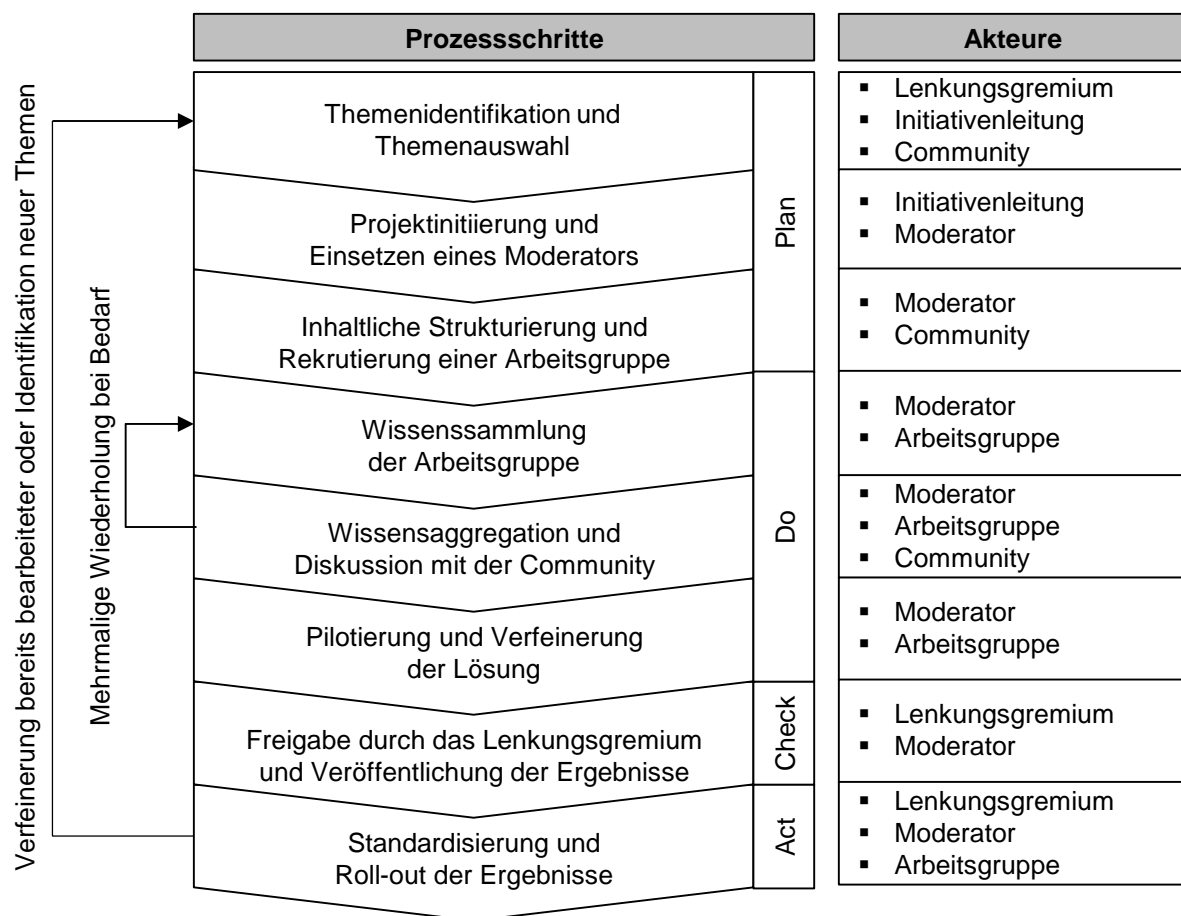 Prozessschritte
Akteure
Themenidentifikation und
Themenauswahl
▪ Lenkungsgremium
▪ Initiativenleitung
▪ Community
Projektinitiierung und
Einsetzen eines Moderators
▪ Initiativenleitung
▪ Moderator
Inhaltliche Strukturierung und
Rekrutierung einer Arbeitsgruppe
▪ Moderator
▪ Community
Plan
Wissenssammlung
der Arbeitsgruppe
▪ Moderator
▪ Arbeitsgruppe
Wissensaggregation und
Diskussion mit der Community
▪ Moderator
▪ Arbeitsgruppe
▪ Community
Pilotierung und Verfeinerung
der Lösung
▪ Moderator
▪ Arbeitsgruppe
Do
Freigabe durch das Lenkungsgremium
und Veröffentlichung der Ergebnisse
Check
▪ Lenkungsgremium
▪ Moderator
Standardisierung und
Roll-out der Ergebnisse
Act
▪ Lenkungsgremium
▪ Moderator
▪ Arbeitsgruppe
Verfeinerung bereits bearbeiteter oder Identifikation neuer Themen
Mehrmalige Wiederholung bei Bedarf